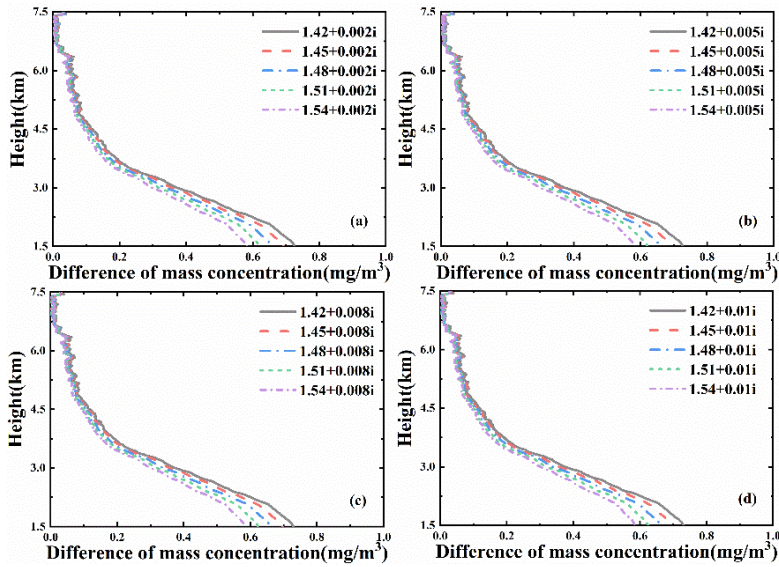 7.5
6.0
4.5
3.0
1.5
Height(km)
1.42+0.002i
1.45+0.002i
1.48+0.002i
1.51+0.002i
1.54+0.002i
(a)
0.0 0.2 0.4 0.6 0.8 1.0
Difference of mass concentration(mg/m³)
7.5
6.0
4.5
3.0
1.5
Height(km)
1.42+0.005i
1.45+0.005i
1.48+0.005i
1.51+0.005i
1.54+0.005i
(b)
0.0 0.2 0.4 0.6 0.8 1.0
Difference of mass concentration(mg/m³)
7.5
6.0
4.5
3.0
1.5
Height(km)
1.42+0.008i
1.45+0.008i
1.48+0.008i
1.51+0.008i
1.54+0.008i
(c)
0.0 0.2 0.4 0.6 0.8 1.0
Difference of mass concentration(mg/m³)
7.5
6.0
4.5
3.0
1.5
Height(km)
1.42+0.01i
1.45+0.01i
1.48+0.01i
1.51+0.01i
1.54+0.01i
(d)
0.0 0.2 0.4 0.6 0.8 1.0
Difference of mass concentration(mg/m³)